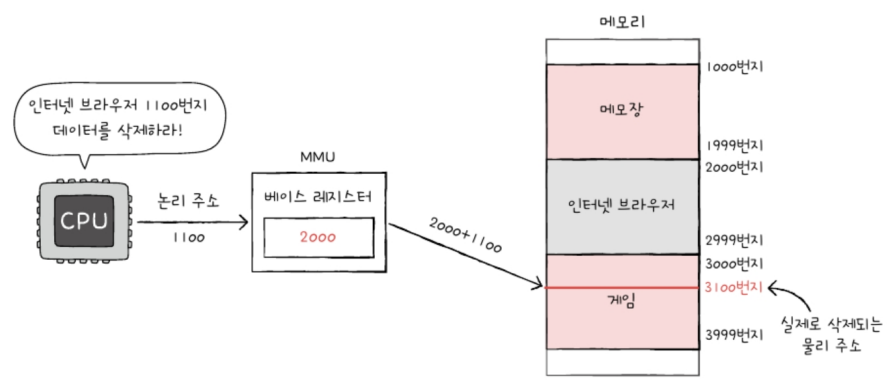 메모리
1000번지
메모장
1999번지
2000번지
인터넷 브라우저
2999번지
3000번지
3100번지
게임
3999번지
실제로 삭제되는
물리 주소
인터넷 브라우저 1100번지
데이터를 삭제하라!
CPU
논리 주소
1100
MMU
베이스 레지스터
2000
2000+1100